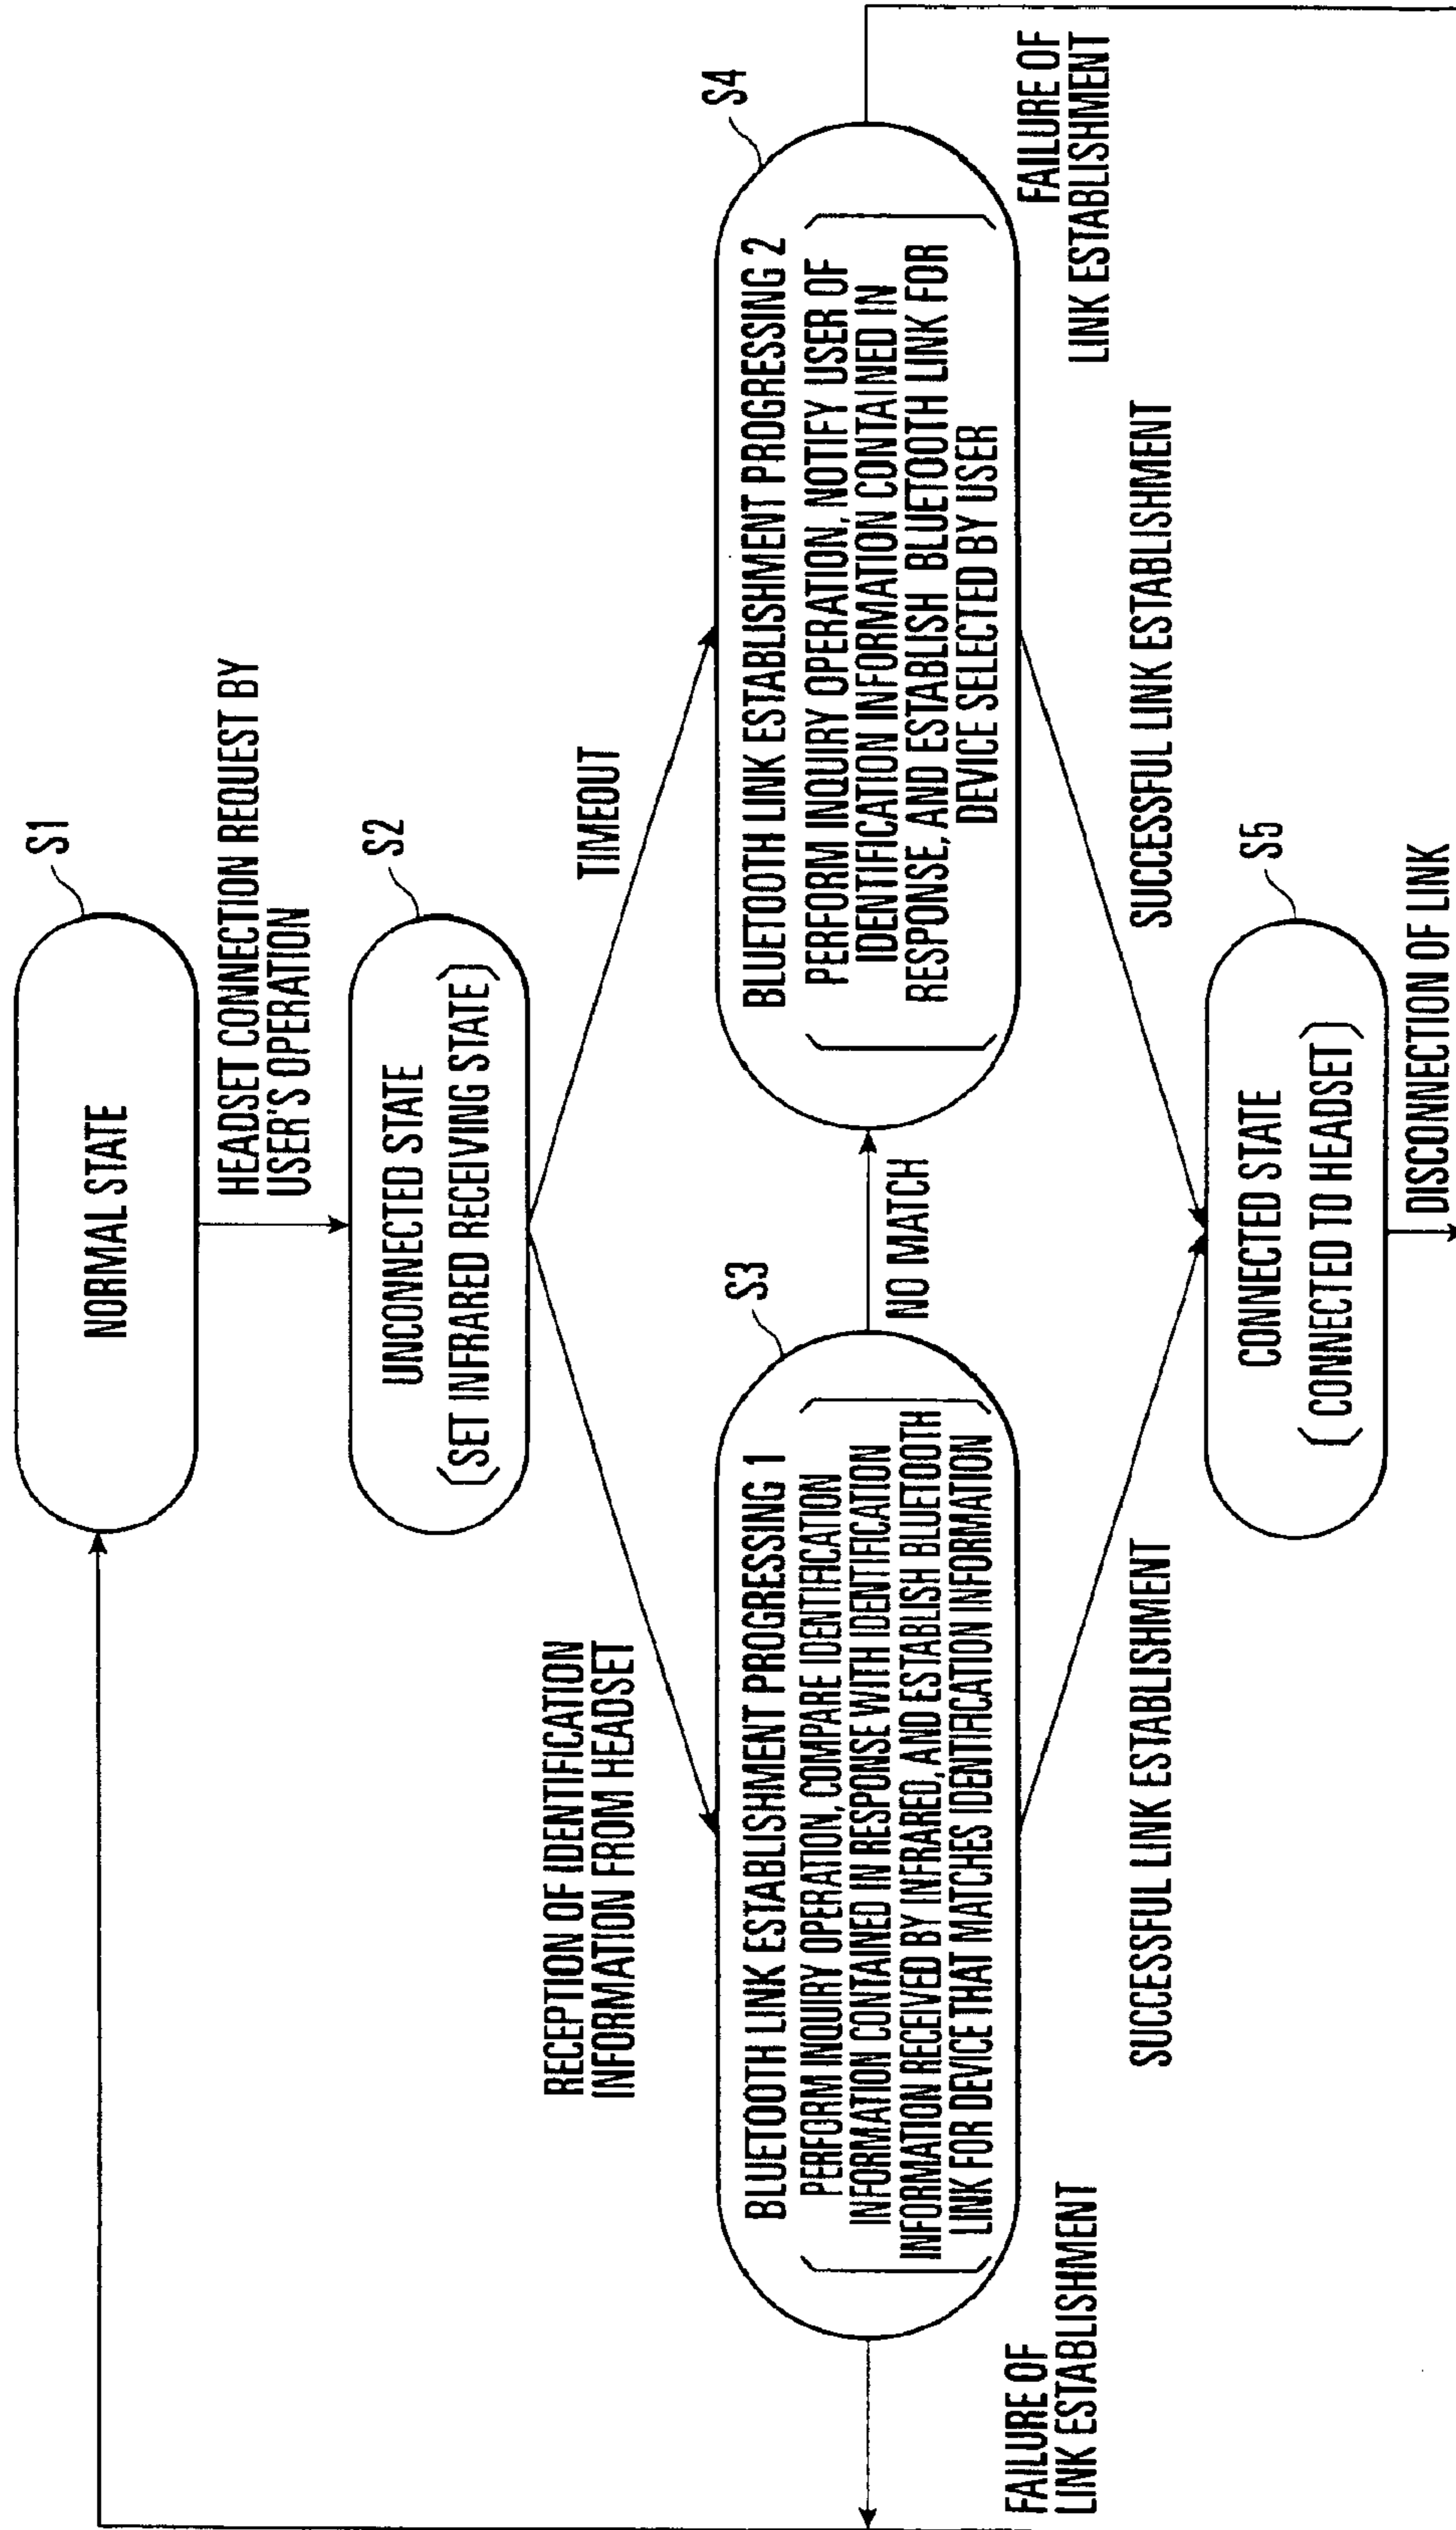 S1
NORMAL STATE
HEADSET CONNECTION REQUEST BY
USER'S OPERATION
S2
UNCONNECTED STATE
(SET INFRARED RECEIVING STATE)
RECEPTION OF IDENTIFICATION
INFORMATION FROM HEADSET
TIMEOUT
S3
BLUETOOTH LINK ESTABLISHMENT PROGRESSING 1
PERFORM INQUIRY OPERATION, COMPARE IDENTIFICATION
INFORMATION CONTAINED IN RESPONSE WITH IDENTIFICATION
INFORMATION RECEIVED BY INFRARED, AND ESTABLISH BLUETOOTH
LINK FOR DEVICE THAT MATCHES IDENTIFICATION INFORMATION
NO MATCH
S4
BLUETOOTH LINK ESTABLISHMENT PROGRESSING 2
PERFORM INQUIRY OPERATION, NOTIFY USER OF
IDENTIFICATION INFORMATION CONTAINED IN
RESPONSE, AND ESTABLISH BLUETOOTH LINK FOR
DEVICE SELECTED BY USER
FAILURE OF
LINK ESTABLISHMENT
FAILURE OF
LINK ESTABLISHMENT
SUCCESSFUL LINK ESTABLISHMENT
SUCCESSFUL LINK ESTABLISHMENT
S5
CONNECTED STATE
(CONNECTED TO HEADSET)
DISCONNECTION OF LINK